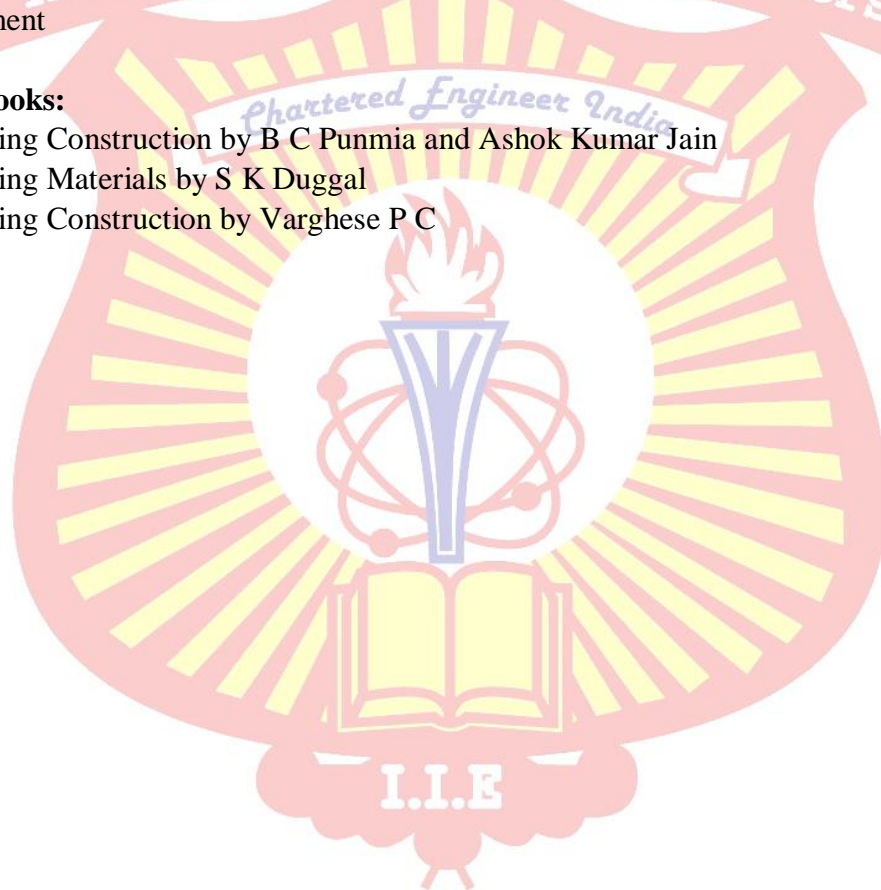 ment
ooks:
Chartered Engineer India
ing Construction by B C Punmia and Ashok Kumar Jain
ing Materials by S K Duggal
ing Construction by Varghese P C
I.I.E